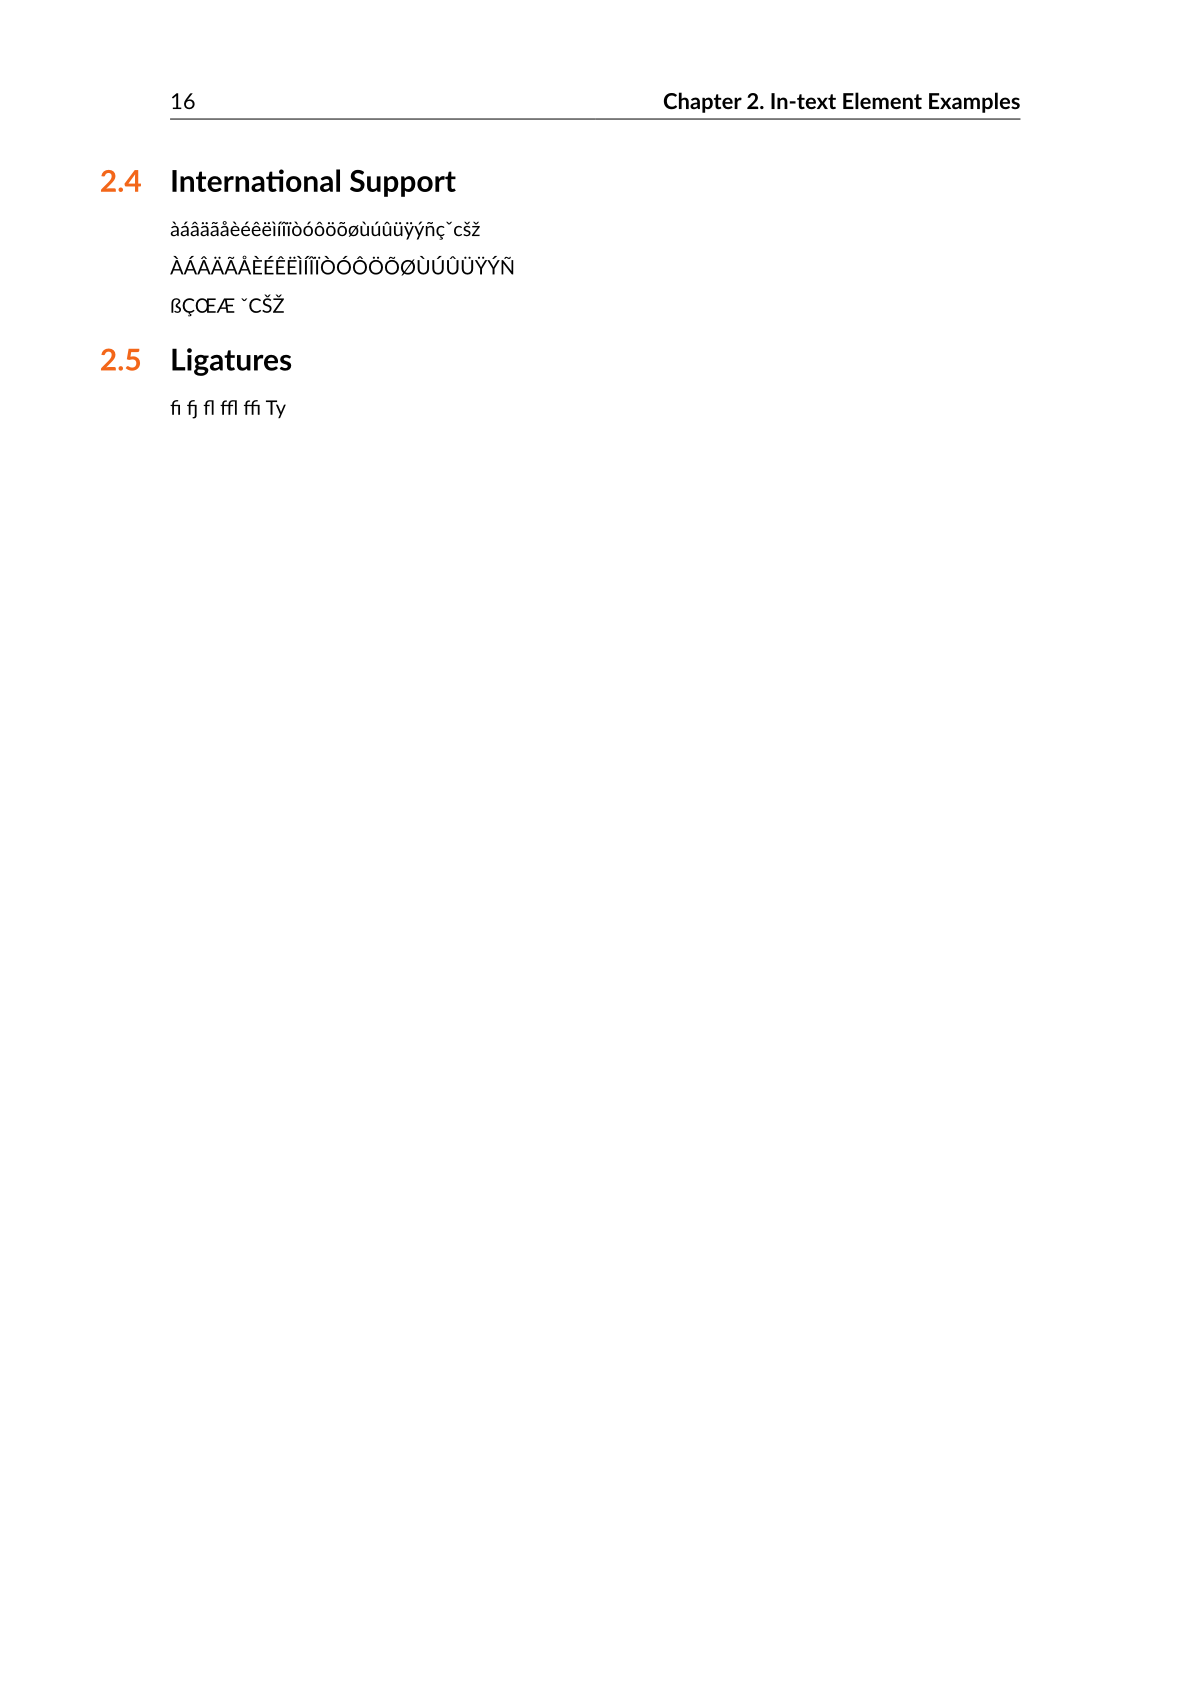 16 Chapter 2. In-text Element Examples
2.4 International Support
àáâäãåèéêëìíîïòóôöõøùúûüÿýñçˇcšž
ÀÁÂÄÃÅÈÉÊËÌÍÎÏÒÓÔÖÕØÙÚÛÜŸÝÑ
ßÇŒÆ ˇCŠŽ
2.5 Ligatures
fi fj fl ffl ffi Ty